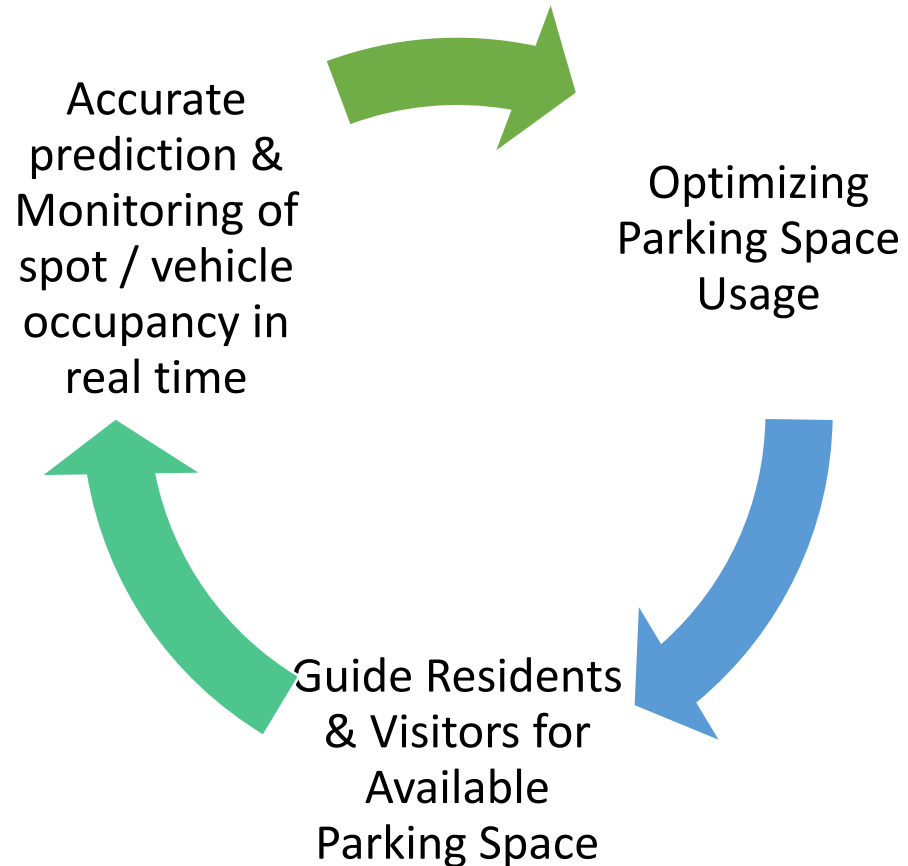 Accurate
prediction &
Monitoring of
spot / vehicle
occupancy in
real time
Optimizing
Parking Space
Usage
Guide Residents
& Visitors for
Available
Parking Space